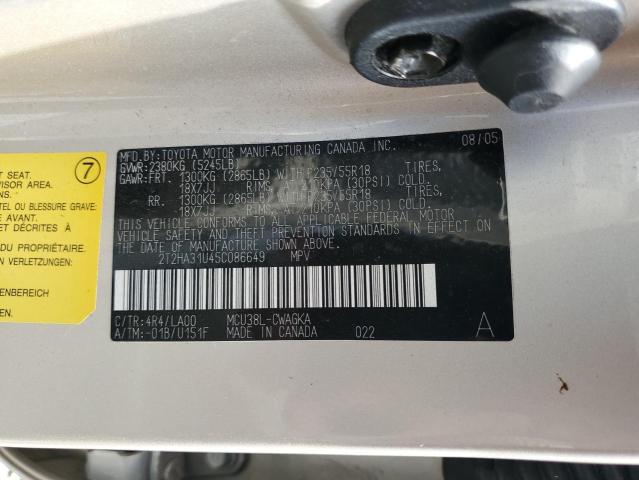 MFD.BY:TOYOTA MOTOR MANUFACTURING CANADA INC. 08/05
GVWR:2380KG (5245LB)
GAWR:FRT. 1300KG (2865LB) WITH P235/55R18 TIRES,
18X7JJ RIMS, AT 210KPA (30PSI) COLD.
RR. 1300KG (2865LB) WITH P235/55R18 TIRES,
18X7JJ RIMS, AT 210KPA (30PSI) COLD.
THIS VEHICLE CONFORMS TO ALL APPLICABLE FEDERAL MOTOR
VEHICLE SAFETY AND THEFT PREVENTION STANDARDS IN EFFECT ON
THE DATE OF MANUFACTURE SHOWN ABOVE.
2T2HA31U45C086649 MPV
C/TR:4R4/LA00 MCU38L-CWAGKA
A/TM:-01B/U151F MADE IN CANADA 022 A
7
T SEAT.
VISOR AREA.
OU BLESSURE GRAVE:
E AVANT.
U DÉCRITES
PROPRIÉTAIRE.
EN VERLETZEN.
ENBEREICH
EN UND